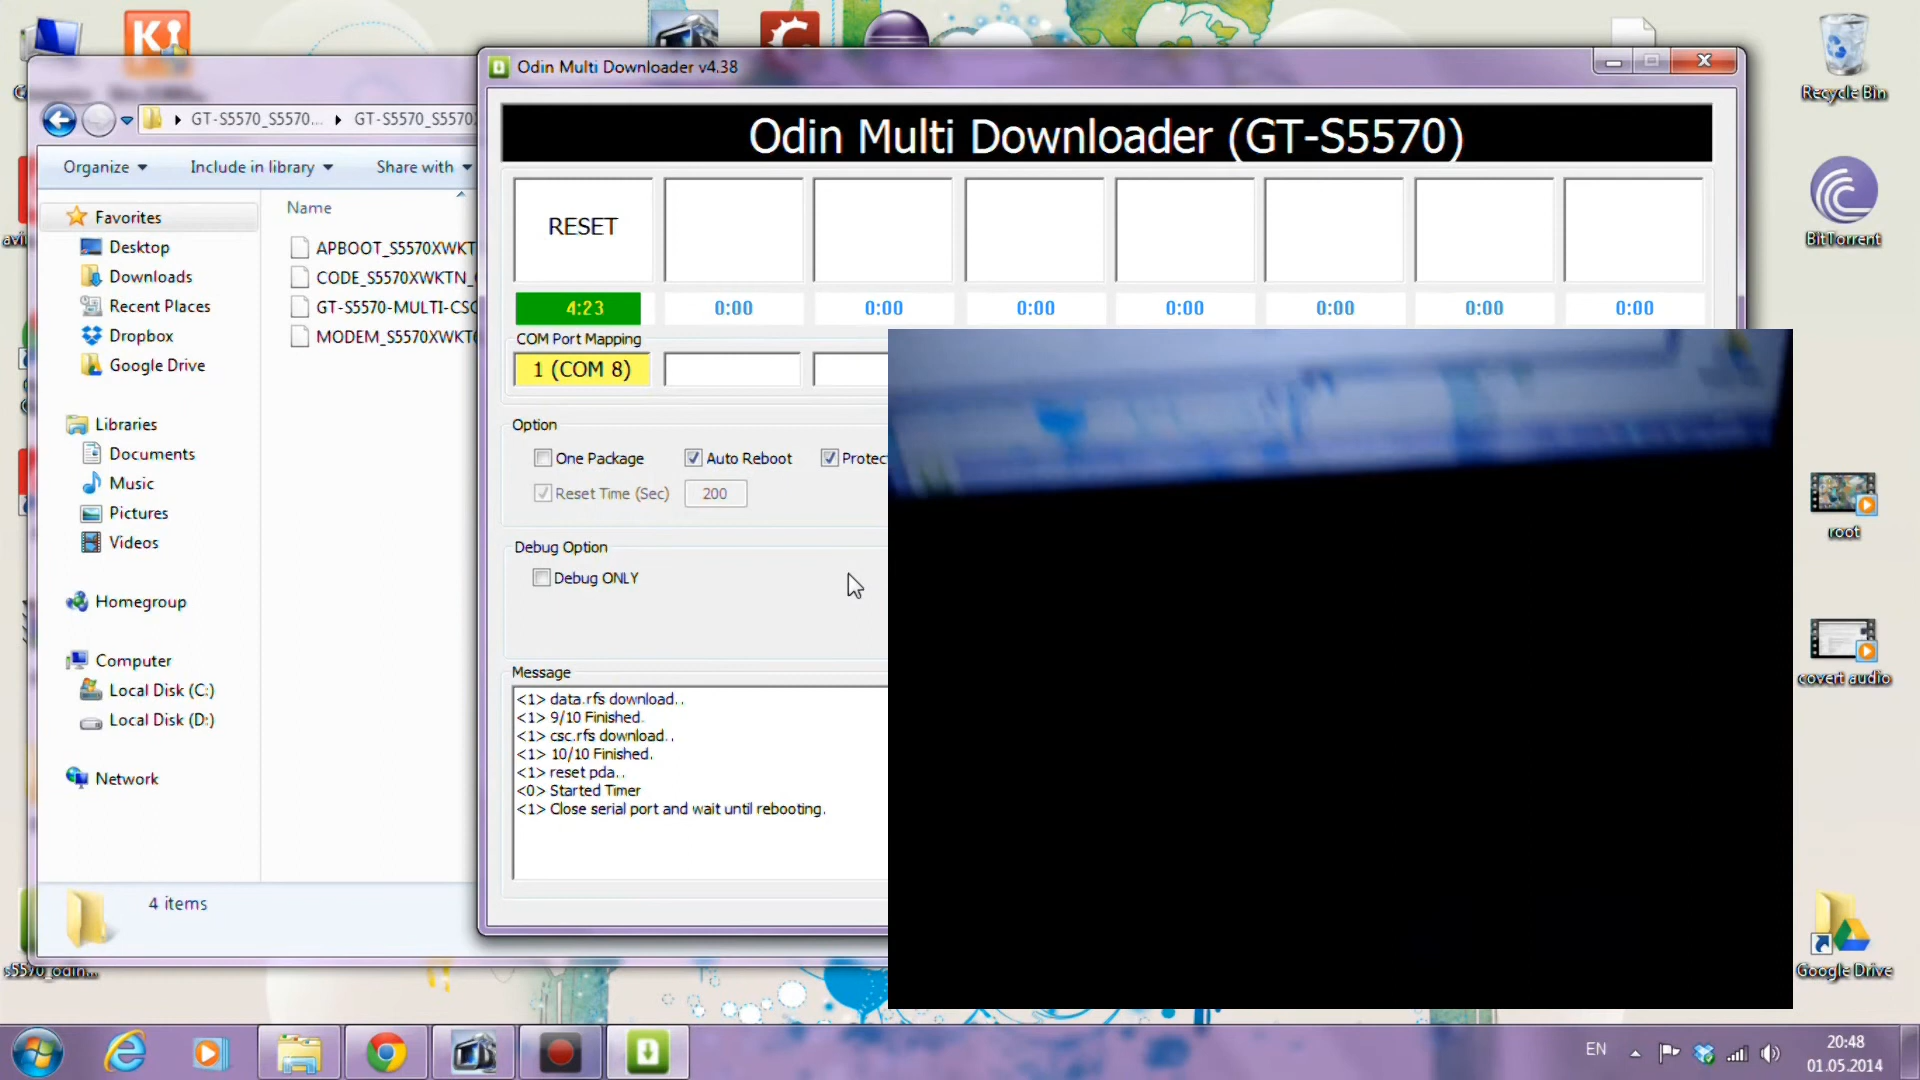 Odin Multi Downloader v4.38
GT-S5570_S5570... GT-S5570_S5570
Organize Include in library Share with
Name
APBOOT_S5570XWKT
CODE_S5570XWKTN_
GT-S5570-MULTI-CSC
MODEM_S5570XWKT
Favorites
Desktop
Downloads
Recent Places
Dropbox
Google Drive
Libraries
Documents
Music
Pictures
Videos
Homegroup
Computer
Local Disk (C:)
Local Disk (D:)
Network
4 items
Odin Multi Downloader (GT-S5570)
RESET
4:23 0:00 0:00 0:00 0:00 0:00 0:00 0:00
COM Port Mapping
1 (COM 8)
Option
One Package Auto Reboot Protec
Reset Time (Sec) 200
Debug Option
Debug ONLY
Message
<1> data.rfs download..
<1> 9/10 Finished.
<1> csc.rfs download..
<1> 10/10 Finished.
<1> reset pda..
<0> Started Timer
<1> Close serial port and wait until rebooting.
Recycle Bin
BitTorrent
root
covert audio
Google Drive
s5570_odin...
EN
20:48
01.05.2014